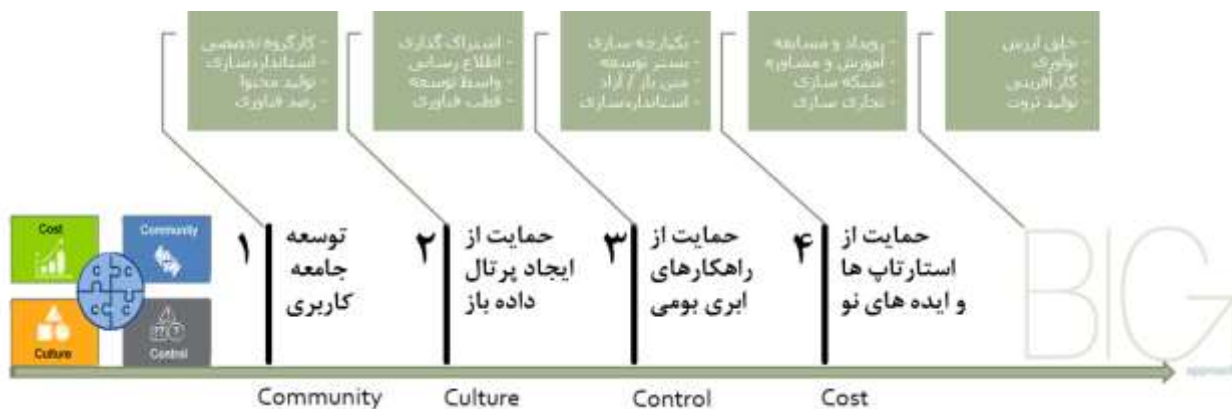 - کارگروه تخصصی
- استانداردسازی
- تولید محتوا
- رصد فناوری
- اشتراک گذاری
- اطلاع رسانی
- واسط توسعه
- قطب فناوری
- یکپارچه سازی
- بستر توسعه
- متن باز / آزاد
- استانداردسازی
- رویداد و مسابقه
- آموزش و مشاوره
- شبکه سازی
- تجاری سازی
- خلق ارزش
- نوآوری
- کارآفرینی
- تولید ثروت
Cost
Community
Culture
Control
C C
C C
۱
توسعه
جامعه
کاربری
۲
حمایت از
ایجاد پرتال
داده باز
۳
حمایت از
راهکارهای
ابری بومی
۴
حمایت از
استارتاپ ها
و ایده های نو
BIG
approach
Community
Culture
Control
Cost